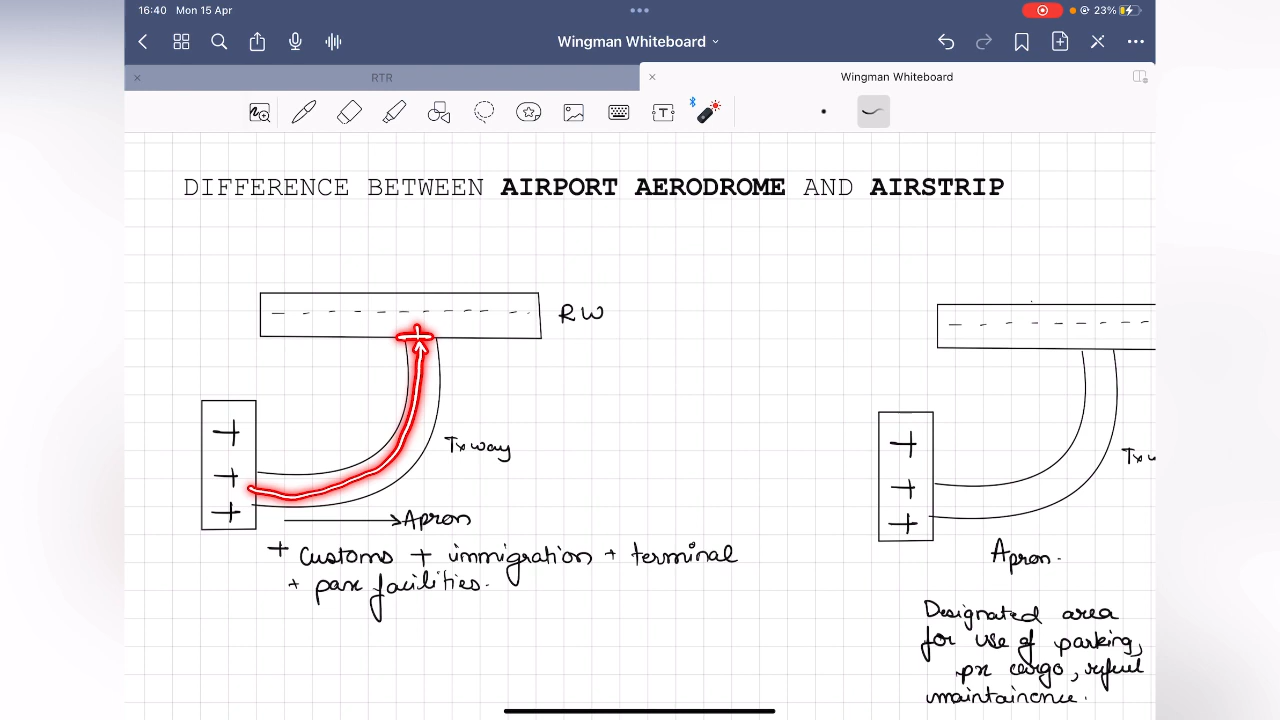 16:40 Mon 15 Apr
23%
Wingman Whiteboard
RTR
Wingman Whiteboard
DIFFERENCE BETWEEN AIRPORT AERODROME AND AIRSTRIP
RW
Txway
Apron
+ Customs + immigration + terminal
+ pax facilities.
Tx w
Apron.
Designated area
for use of parking,
px cargo, refuel
maintainence.